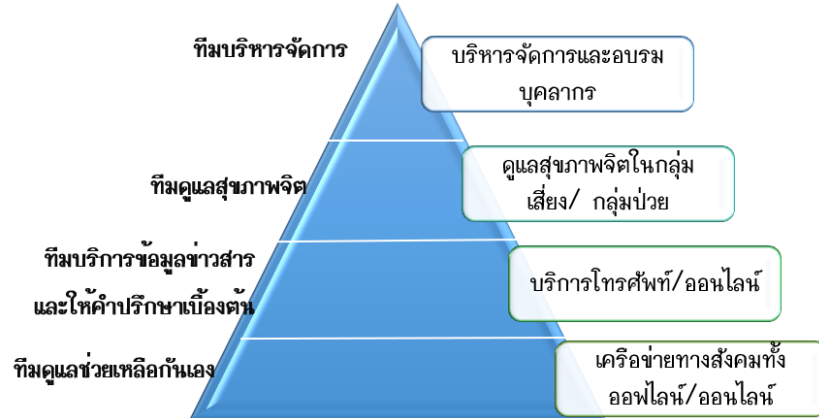 ทีมบริหารจัดการ
บริหารจัดการและอบรม
บุคลากร
ทีมดูแลสุขภาพจิต
ดูแลสุขภาพจิตในกลุ่ม
เสี่ยง/ กลุ่มป่วย
ทีมบริการข้อมูลข่าวสาร
และให้คำปรึกษาเบื้องต้น
บริการโทรศัพท์/ออนไลน์
ทีมดูแลช่วยเหลือกันเอง
เครือข่ายทางสังคมทั้ง
ออฟไลน์/ออนไลน์